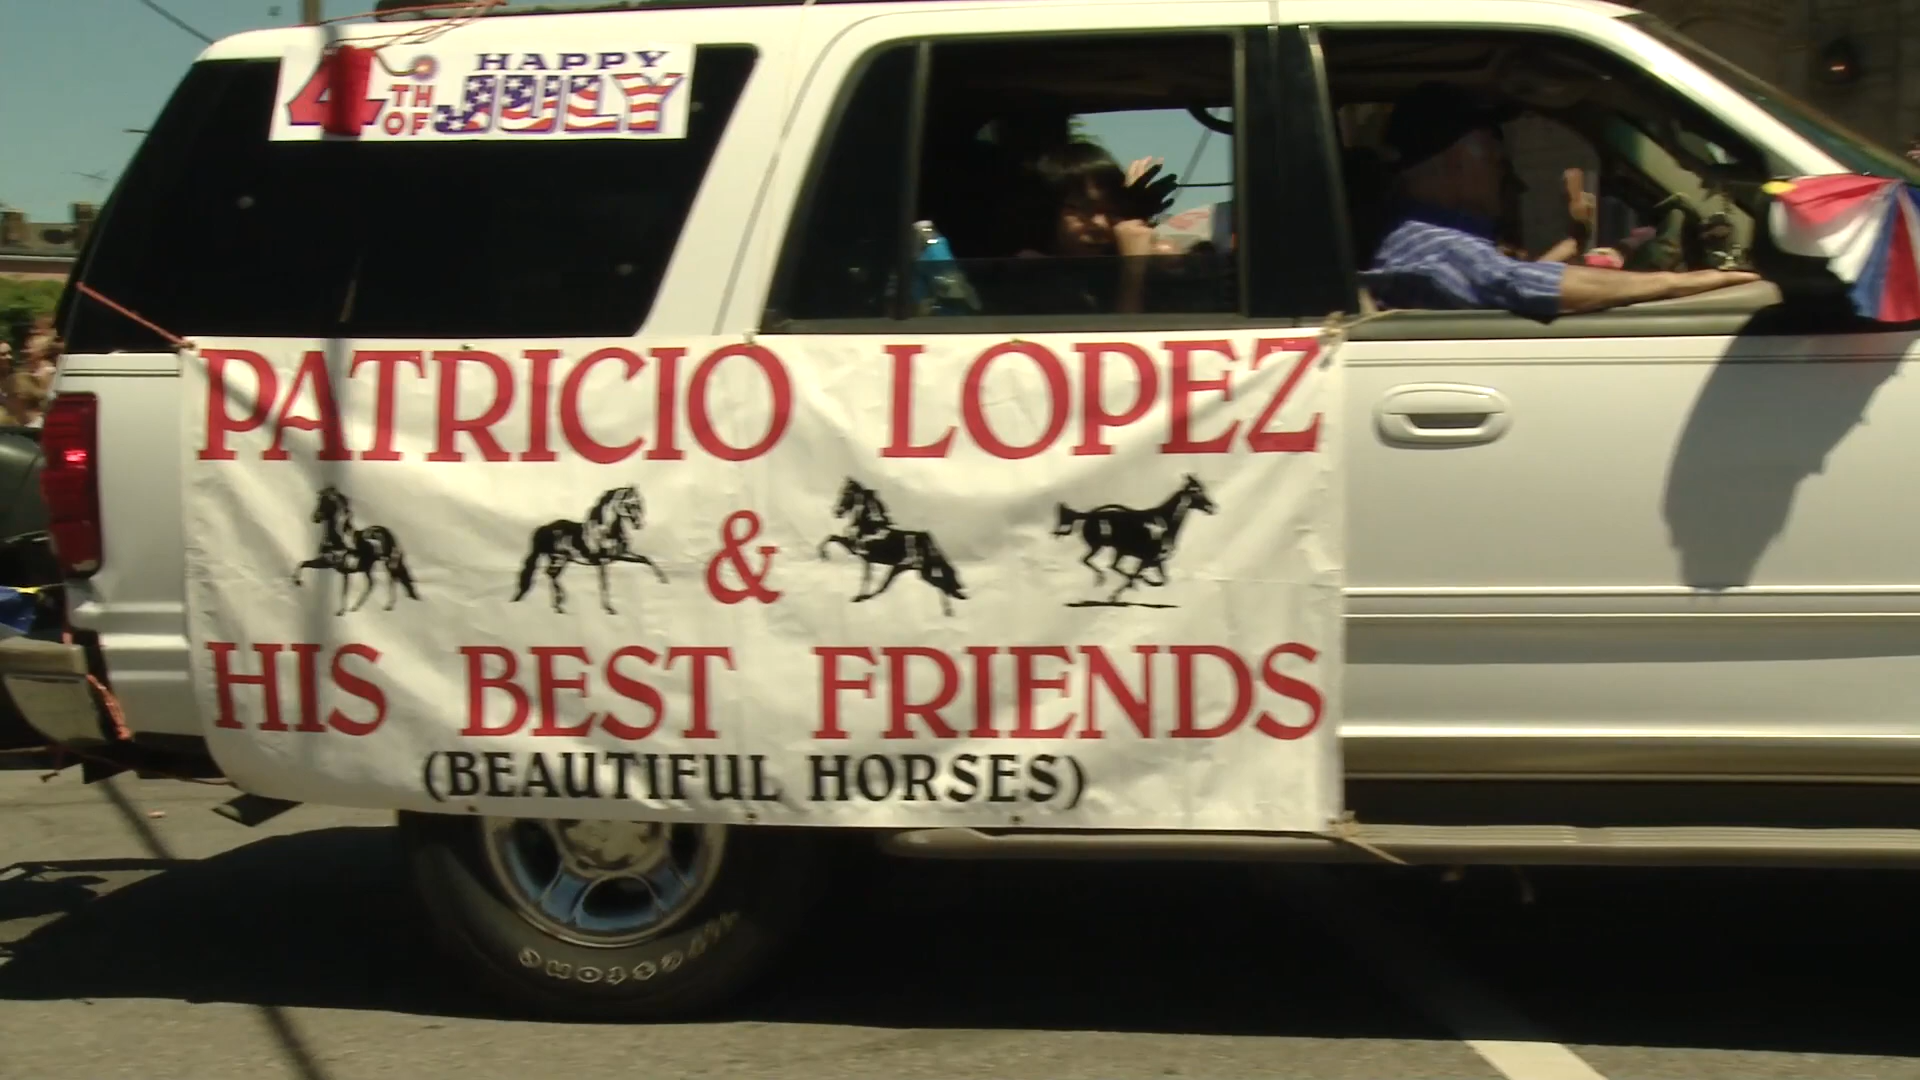 HAPPY
4TH OF JULY
PATRICIO LOPEZ
&
HIS BEST FRIENDS
(BEAUTIFUL HORSES)